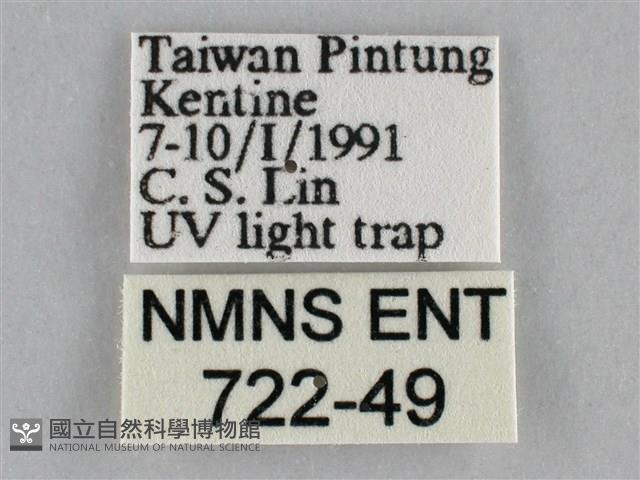 Taiwan Pintung
Kentine
7-10/I/1991
C. S. Lin
UV light trap
NMNS ENT
722-49
國立自然科學博物館
NATIONAL MUSEUM OF NATURAL SCIENCE